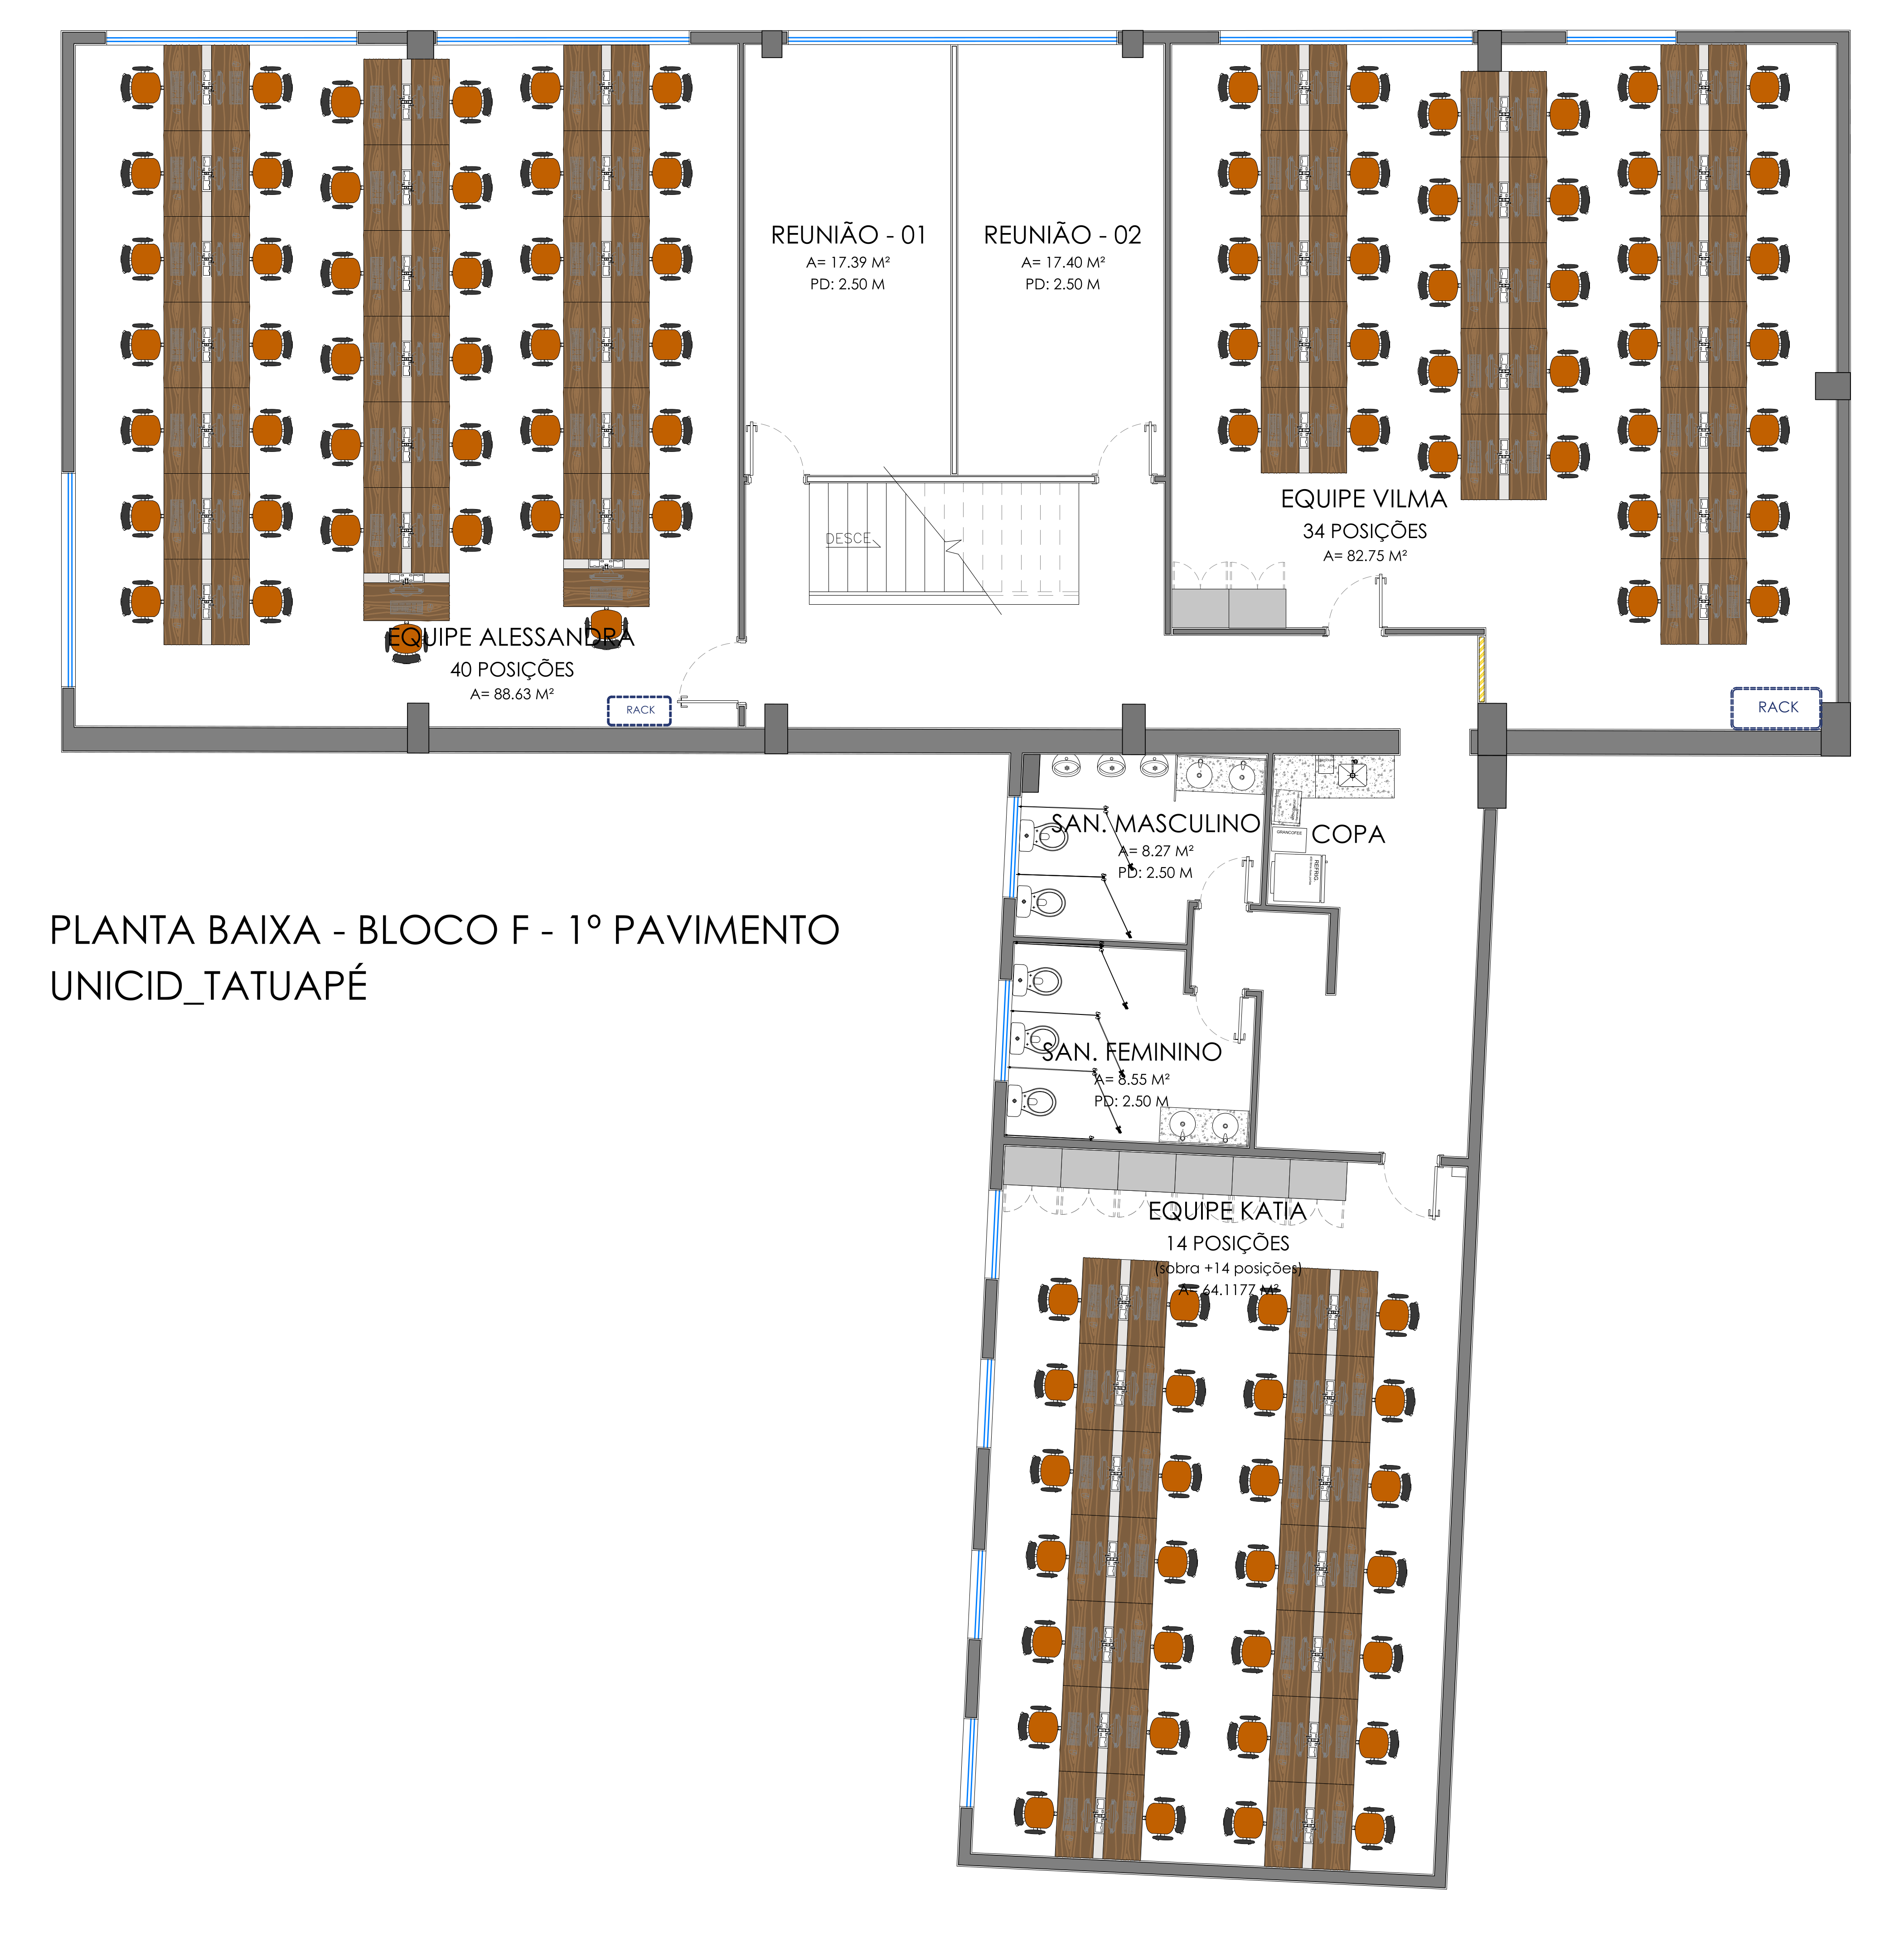 REUNIÃO - 01
A= 17.39 M²
PD: 2.50 M
REUNIÃO - 02
A= 17.40 M²
PD: 2.50 M
DESCE
EQUIPE VILMA
34 POSIÇÕES
A= 82.75 M²
EQUIPE ALESSANDRA
40 POSIÇÕES
A= 88.63 M²
RACK
RACK
SAN. MASCULINO
A= 8.27 M²
PD: 2.50 M
COPA
GRANCOFEE
REFRIG.
PLANTA BAIXA - BLOCO F - 1º PAVIMENTO
UNICID_TATUAPÉ
SAN. FEMININO
A= 8.55 M²
PD: 2.50 M
EQUIPE KATIA
14 POSIÇÕES
(sobra +14 posições)
A= 64.1177 M²